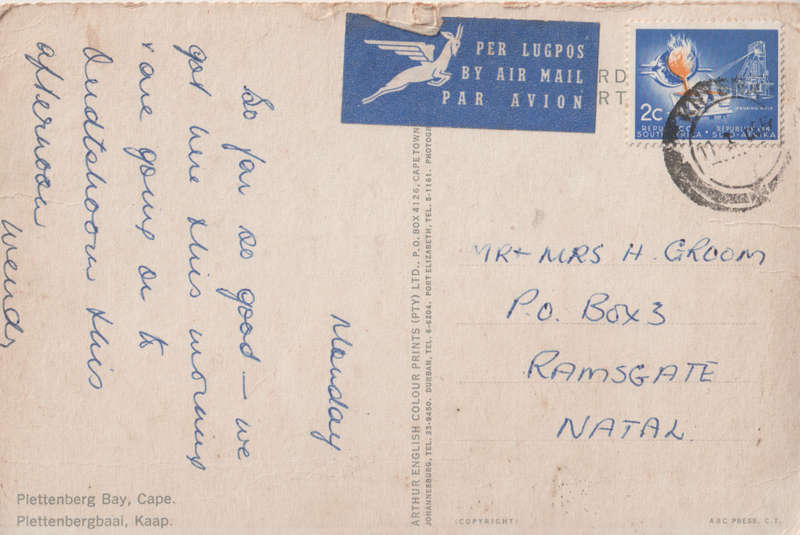 Monday
So far so good – we
got here this morning
+ are going on to
Oudtshoorn this
afternoon
Wendy
Plettenberg Bay, Cape.
Plettenbergbaai, Kaap.
ARTHUR ENGLISH COLOUR PRINTS (PTY) LTD., P.O. BOX 4126, CAPETOWN
JOHANNESBURG, TEL. 23-9450. DURBAN, TEL. 6-6204. PORT ELIZABETH, TEL. 5-1161. PHOTOGR
PER LUGPOS
BY AIR MAIL
PAR AVION
RD
RT
2c
REPUBLIC OF SOUTH AFRICA · REPUBLIEK VAN SUID-AFRIKA
MR + MRS H. GROOM
P.O. BOX 3
RAMSGATE
NATAL
(COPYRIGHT)
ABC PRESS, C.T.